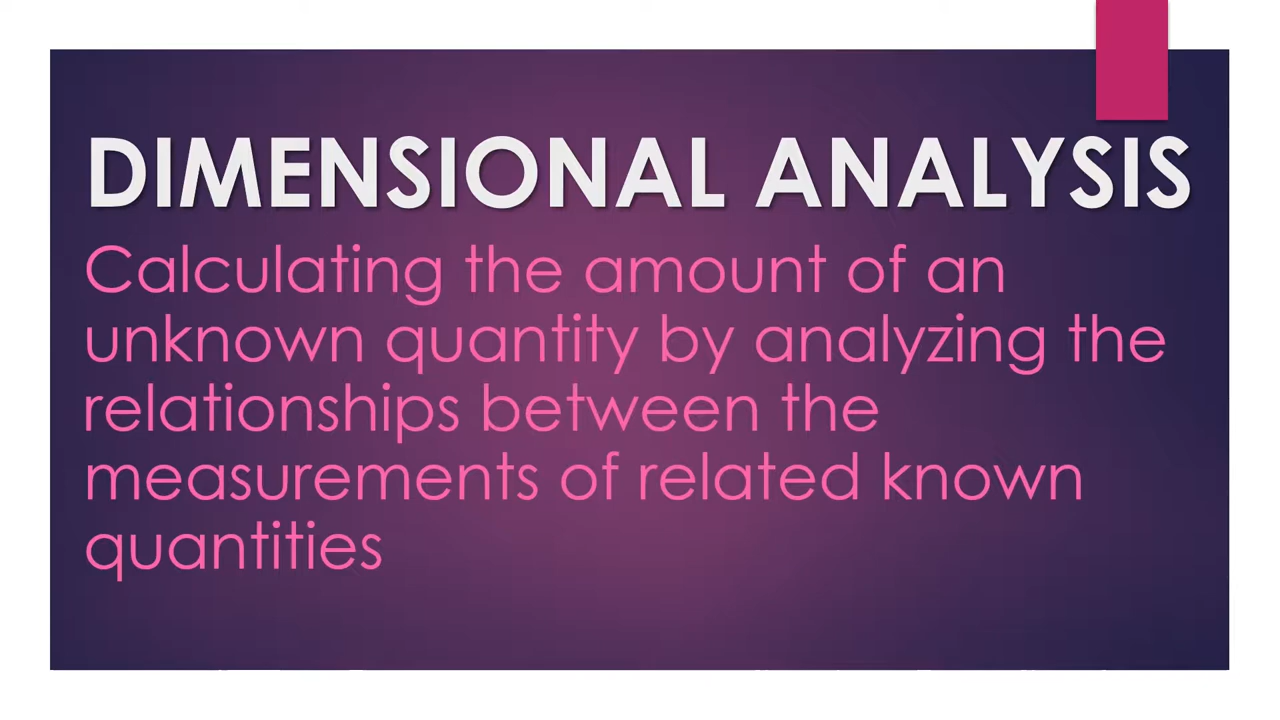 DIMENSIONAL ANALYSIS
Calculating the amount of an
unknown quantity by analyzing the
relationships between the
measurements of related known
quantities